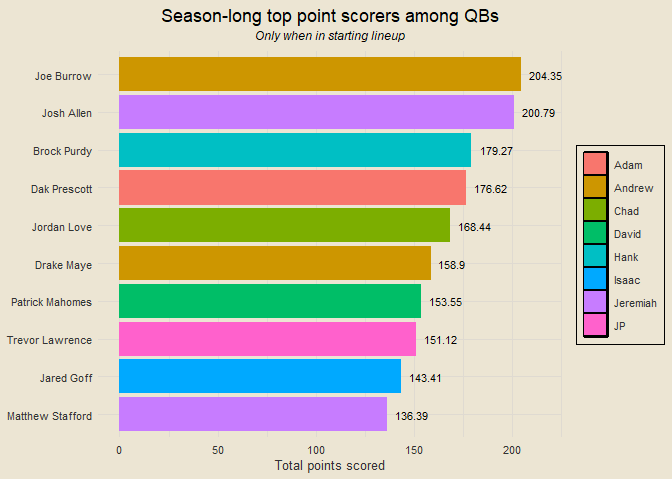 Season-long top point scorers among QBs
Only when in starting lineup
Joe Burrow 204.35
Josh Allen 200.79
Brock Purdy 179.27
Dak Prescott 176.62
Jordan Love 168.44
Drake Maye 158.9
Patrick Mahomes 153.55
Trevor Lawrence 151.12
Jared Goff 143.41
Matthew Stafford 136.39
0 50 100 150 200
Total points scored
Adam
Andrew
Chad
David
Hank
Isaac
Jeremiah
JP